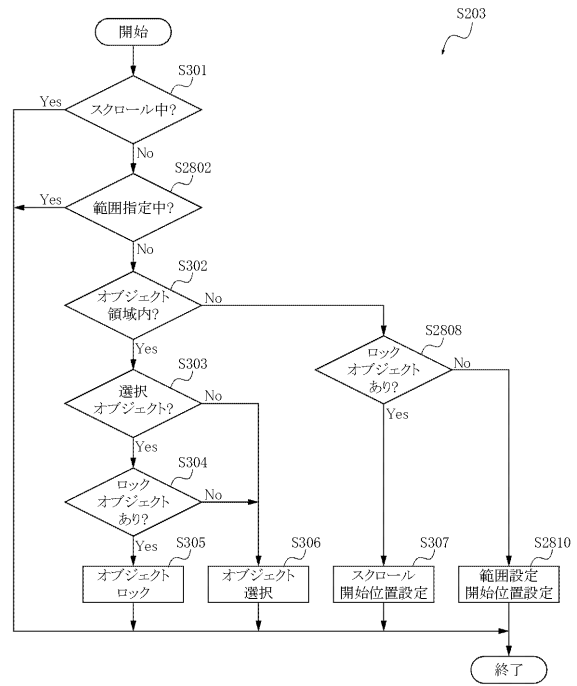 S203
開始
S301
スクロール中?
Yes
No
S2802
範囲指定中?
Yes
No
S302
オブジェクト
領域内?
No
Yes
S2808
ロック
オブジェクト
あり?
No
Yes
S303
選択
オブジェクト?
No
Yes
S304
ロック
オブジェクト
あり?
No
Yes
S305
オブジェクト
ロック
S306
オブジェクト
選択
S307
スクロール
開始位置設定
S2810
範囲設定
開始位置設定
終了